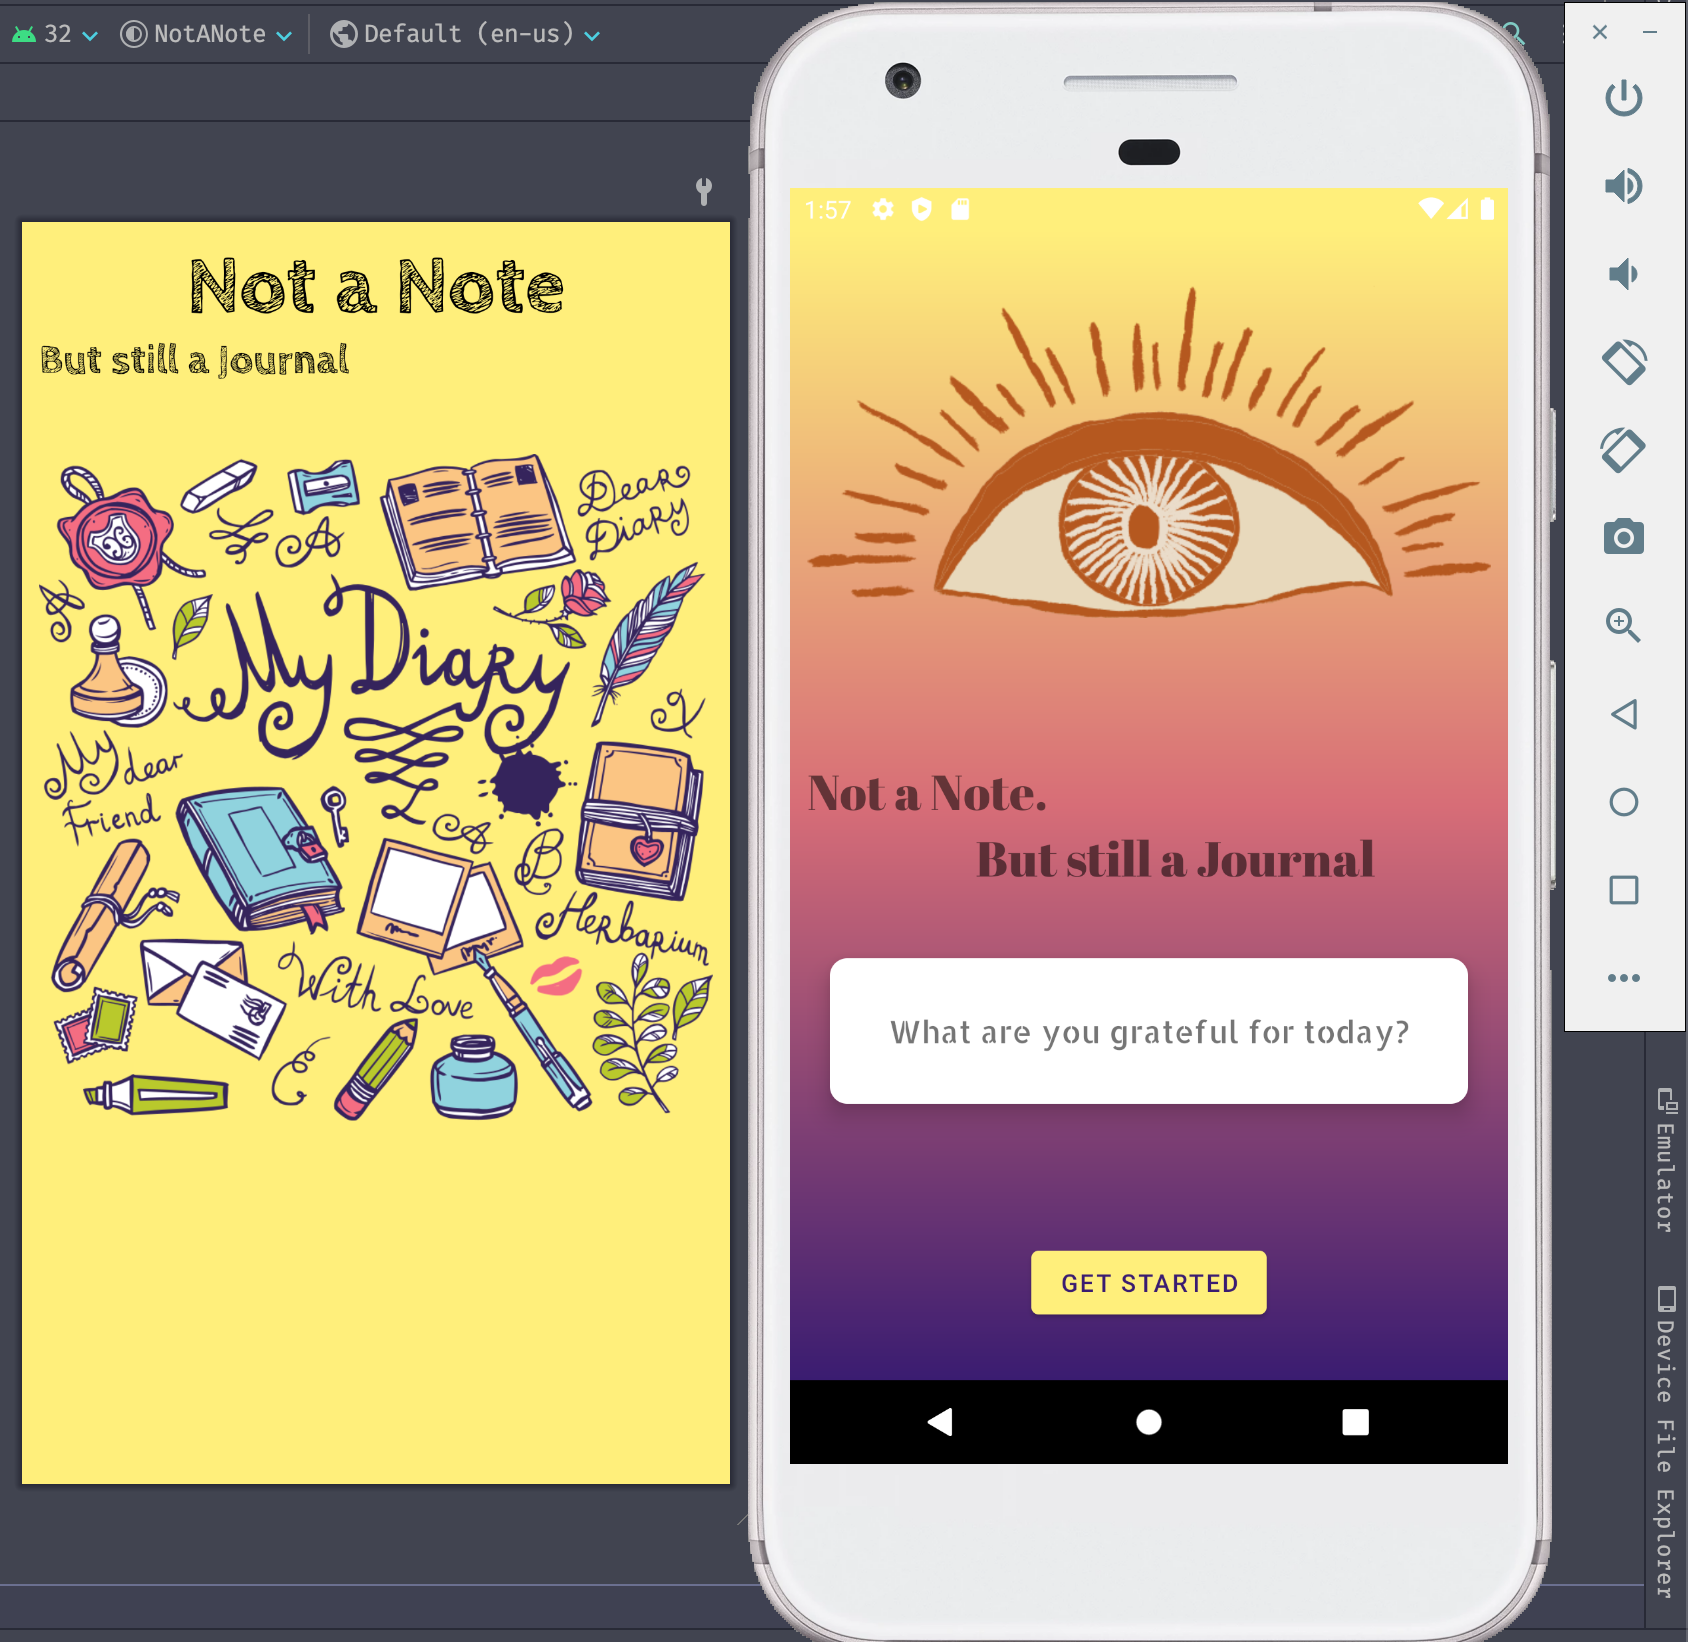 32
NotANote
Default (en-us)
Not a Note
But still a Journal
Dear
Diary
A
A
My Diary
My dear
Friend
B
Herbarium
With Love
1:57
Not a Note.
But still a Journal
What are you grateful for today?
GET STARTED
Emulator
Device File Explorer